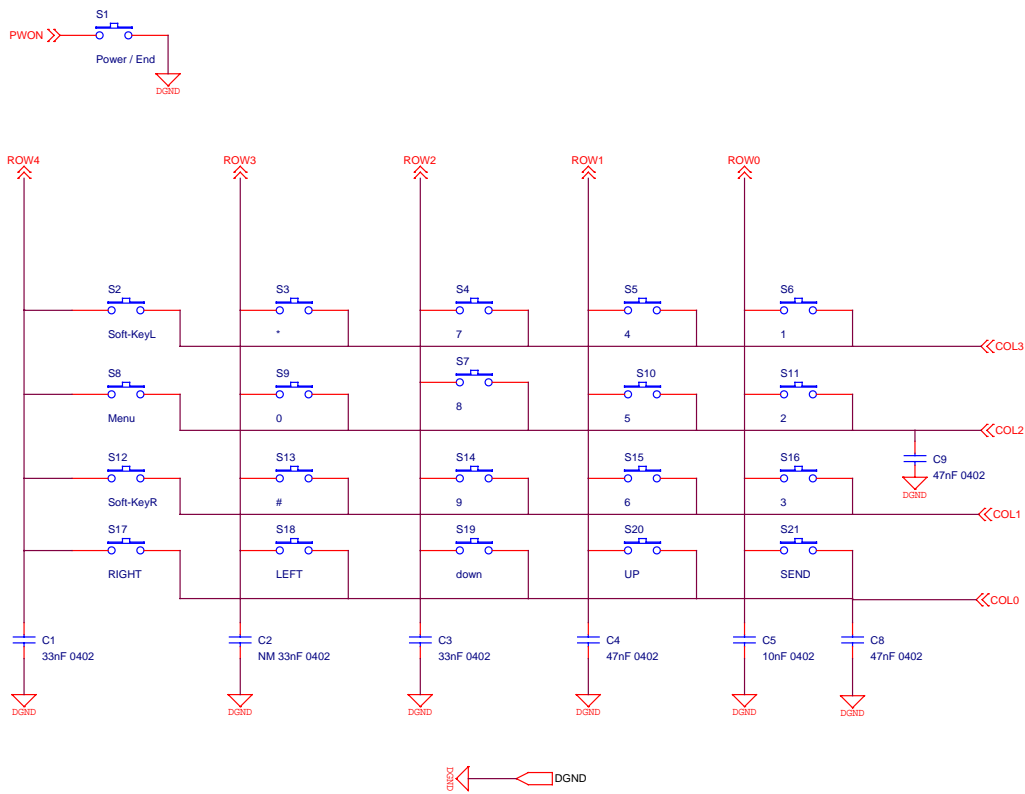 S1
PWON
Power / End
DGND
ROW4 ROW3 ROW2 ROW1 ROW0
S2 S3 S4 S5 S6
Soft-KeyL * 7 4 1
COL3
S7
S8 S9 S10 S11
8
Menu 0 5 2
COL2
S12 S13 S14 S15 S16
C9
47nF 0402
DGND
Soft-KeyR # 9 6 3
COL1
S17 S18 S19 S20 S21
RIGHT LEFT down UP SEND
COL0
C1 C2 C3 C4 C5 C8
33nF 0402 NM 33nF 0402 33nF 0402 47nF 0402 10nF 0402 47nF 0402
DGND DGND DGND DGND DGND DGND
DGND DGND